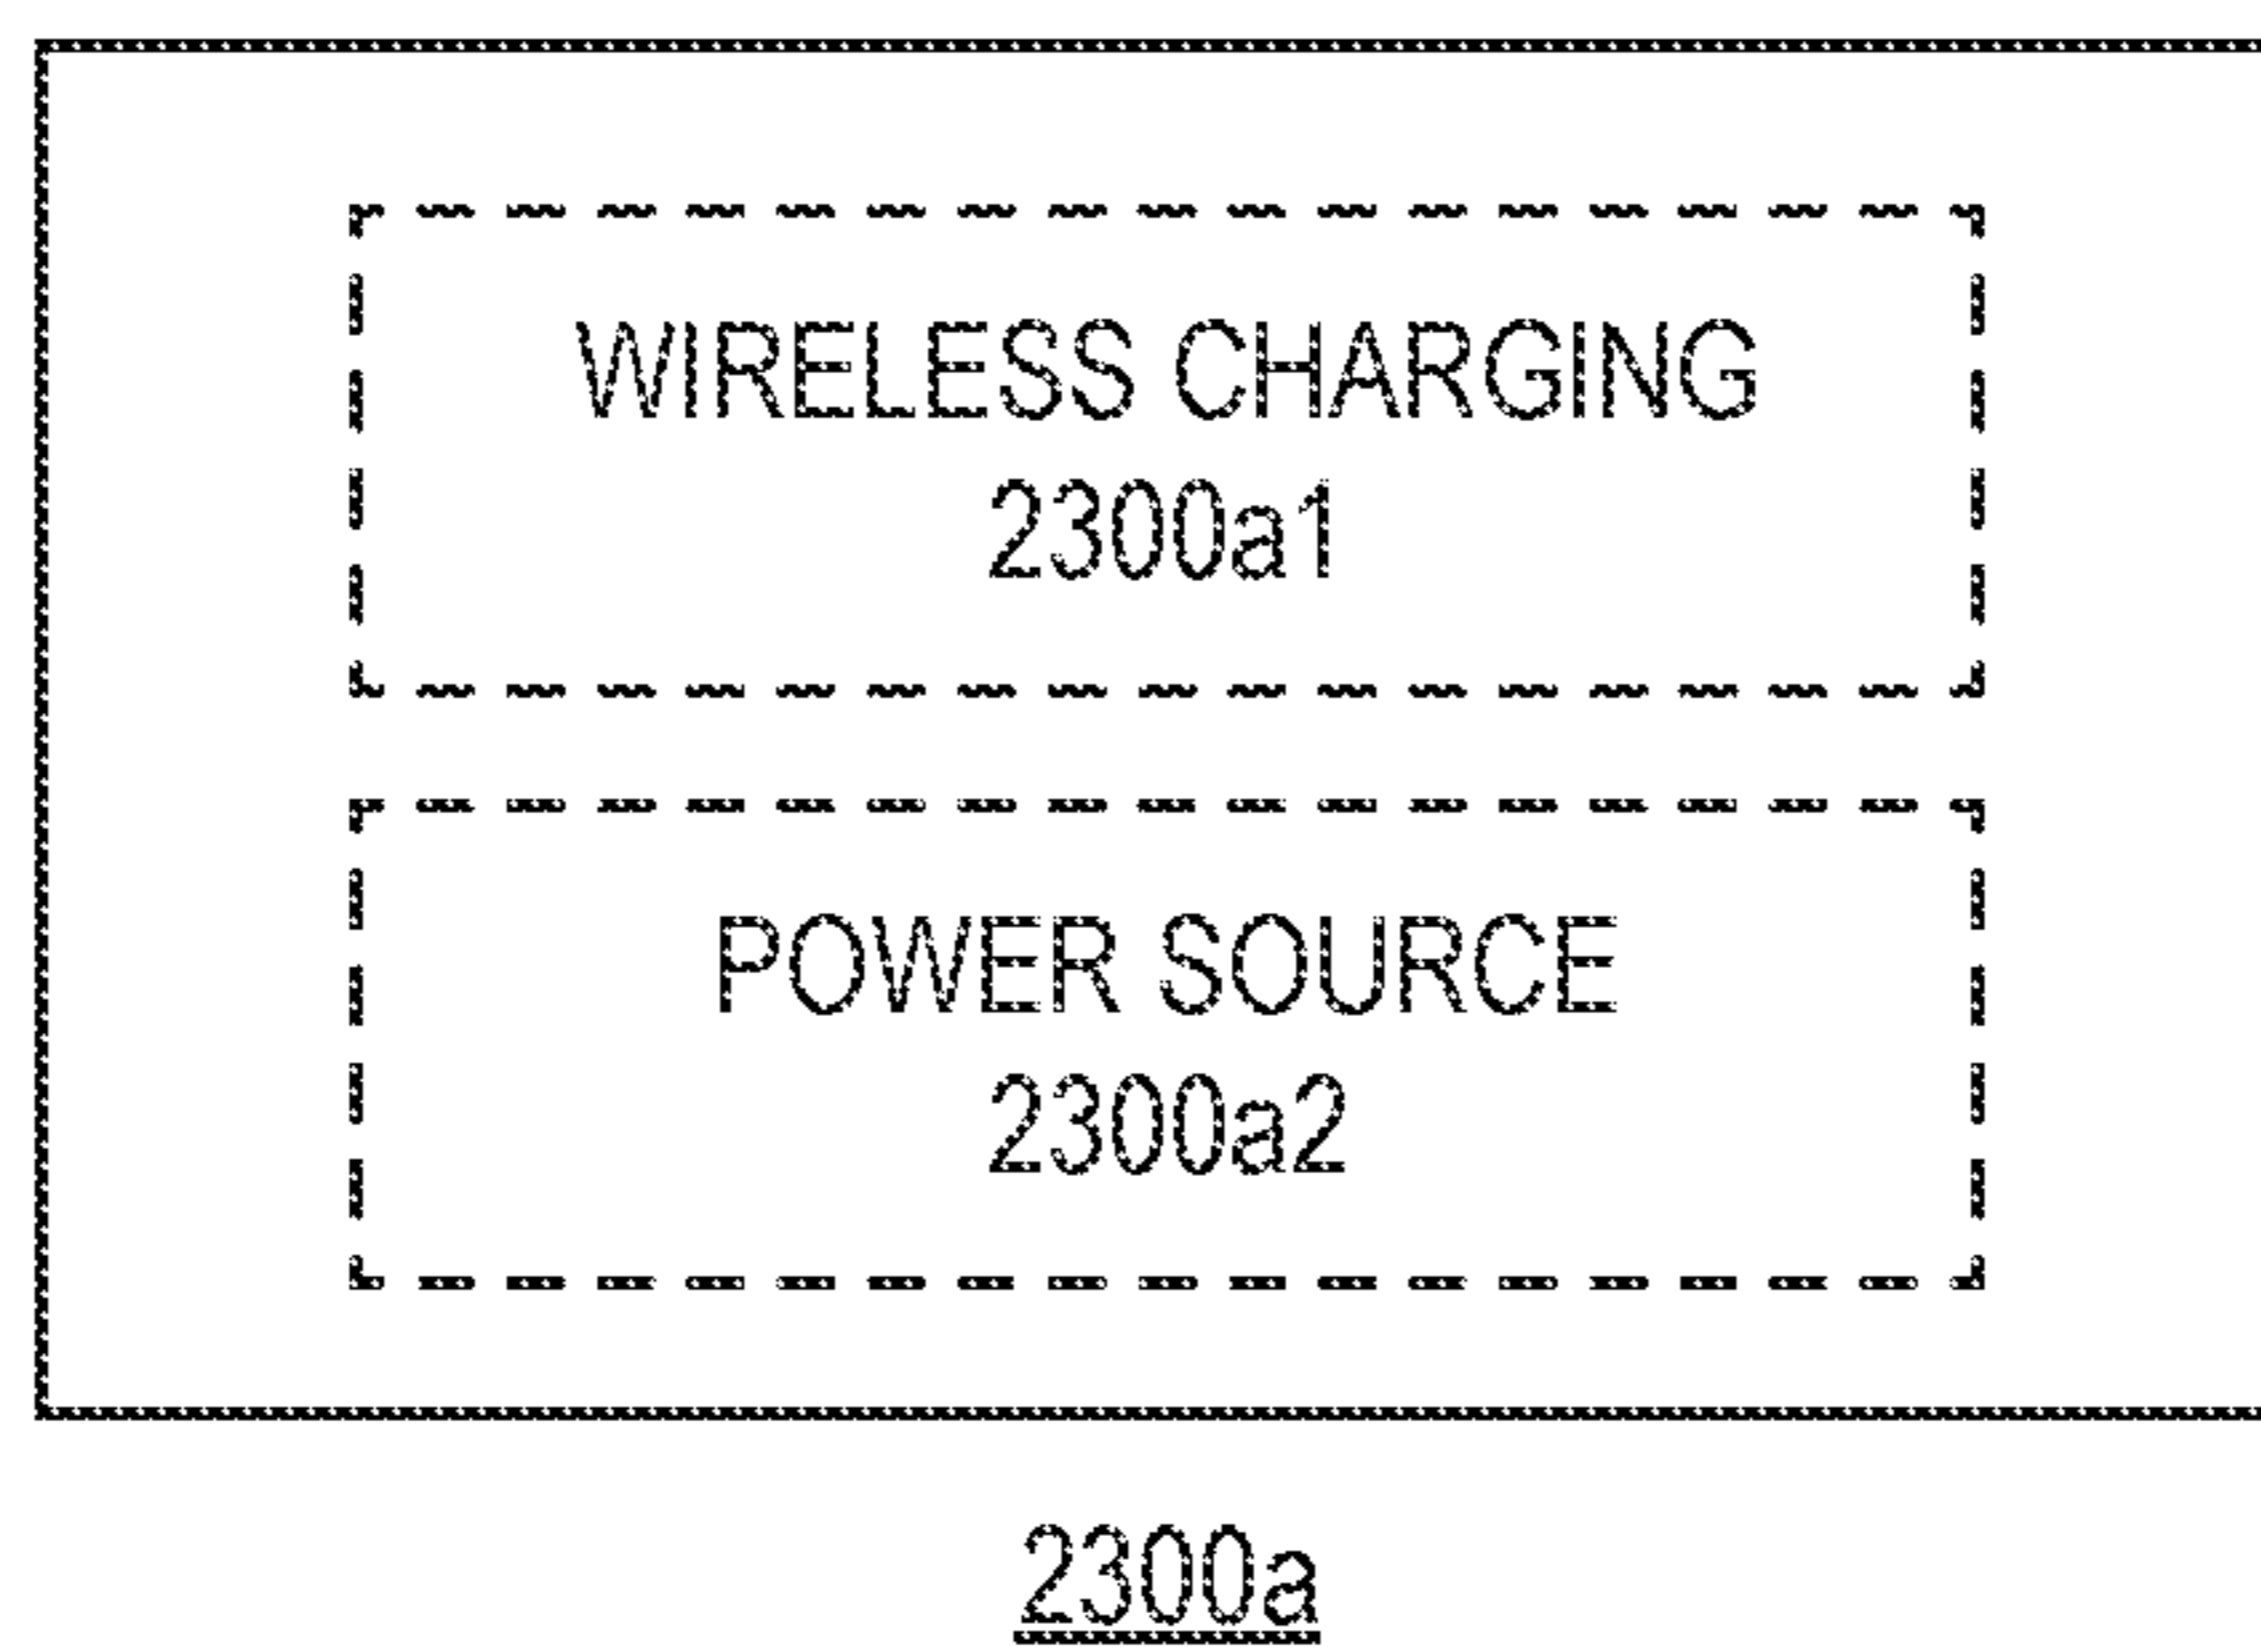 WIRELESS CHARGING
2300a1
POWER SOURCE
2300a2
2300a